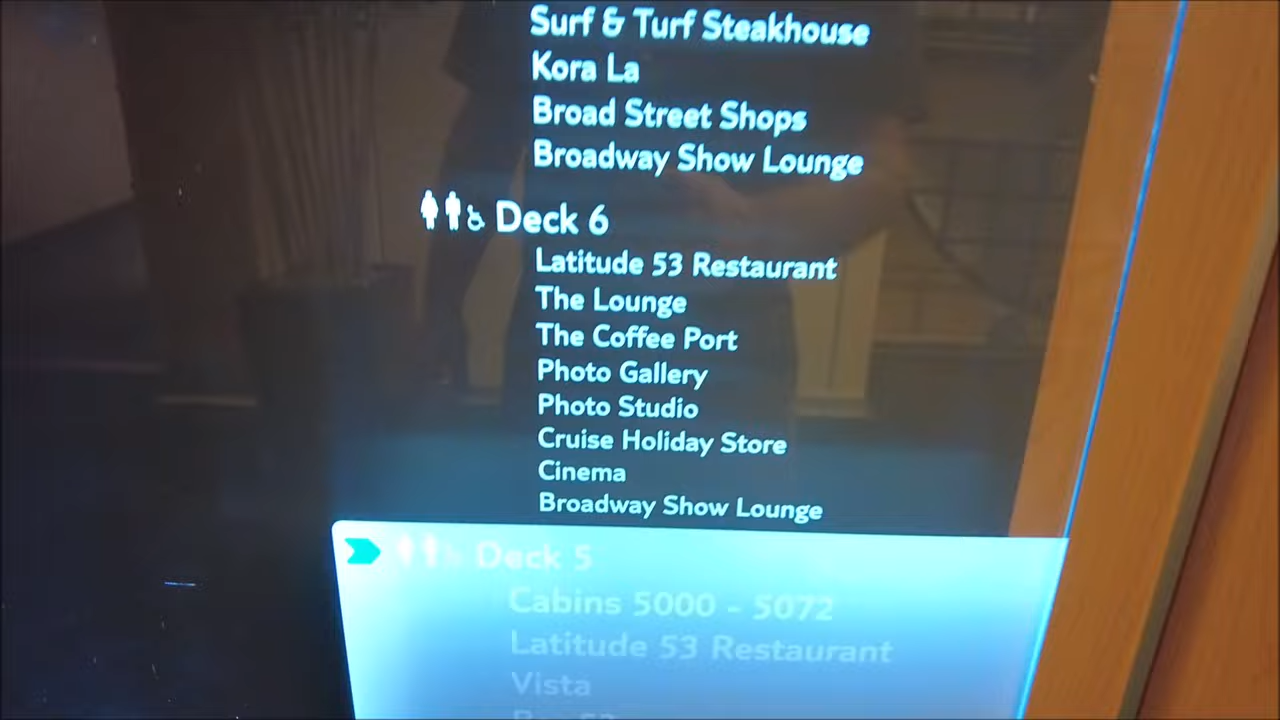 Surf & Turf Steakhouse
Kora La
Broad Street Shops
Broadway Show Lounge
Deck 6
Latitude 53 Restaurant
The Lounge
The Coffee Port
Photo Gallery
Photo Studio
Cruise Holiday Store
Cinema
Broadway Show Lounge
Deck 5
Cabins 5000 - 5072
Latitude 53 Restaurant
Vista